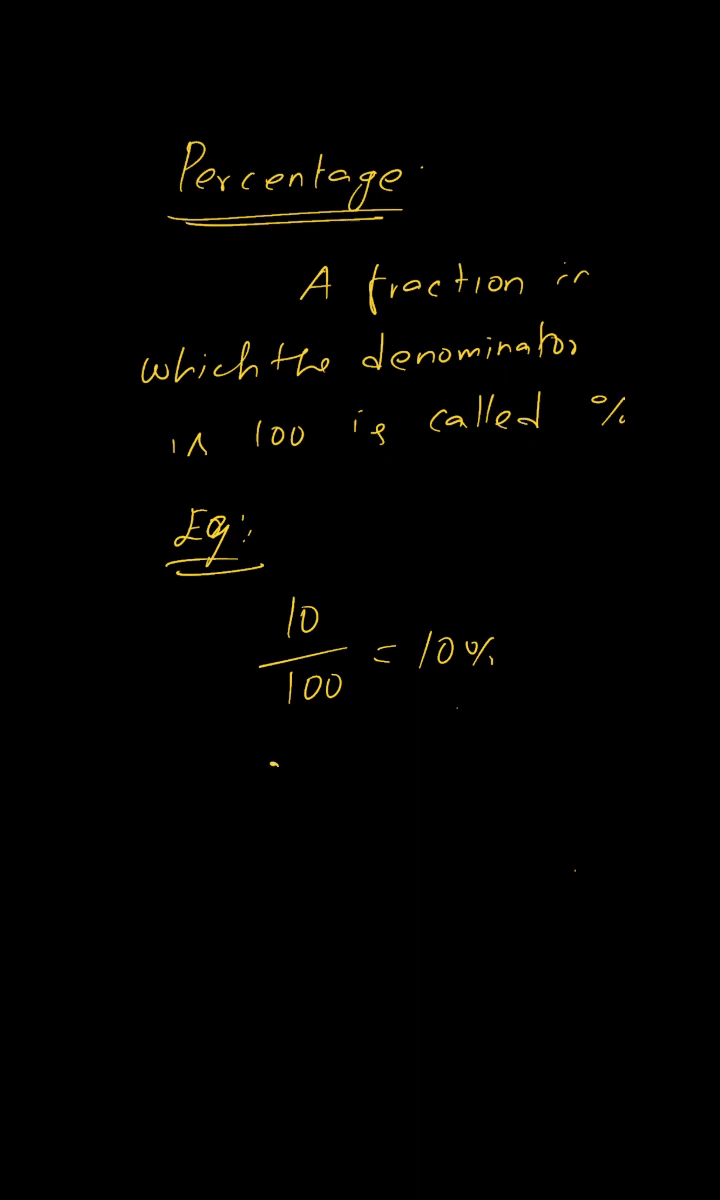 Percentage
A fraction in
which the denominator
is 100 is called %
Eg:
10
100
= 10%